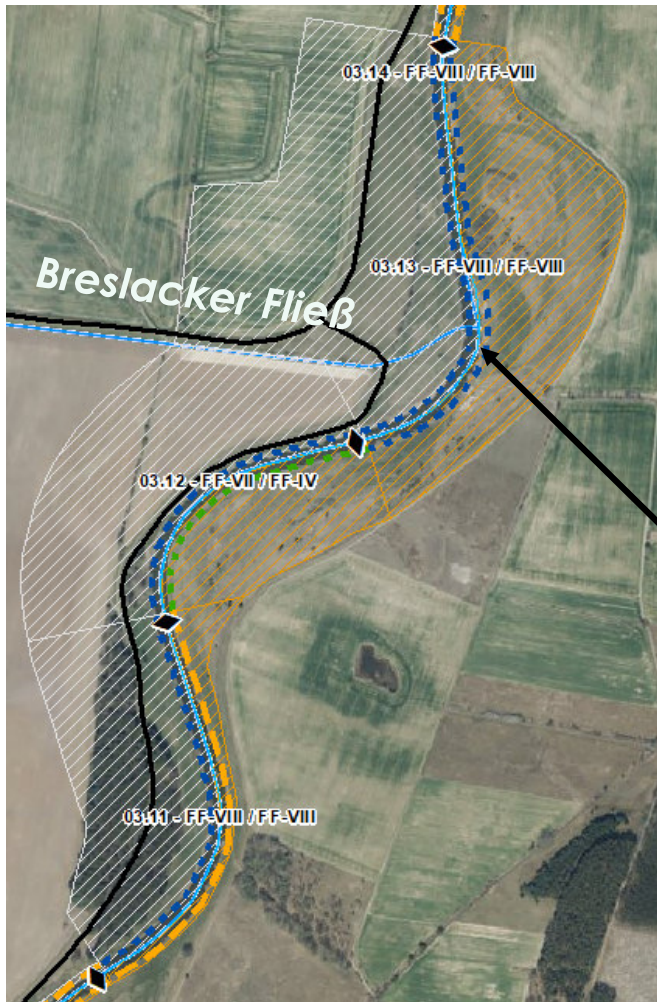 03.14 - FF-VIII / FF-VIII
03.13 - FF-VIII / FF-VIII
Breslacker Fließ
03.12 - FF-VII / FF-IV
03.11 - FF-VIII / FF-VIII